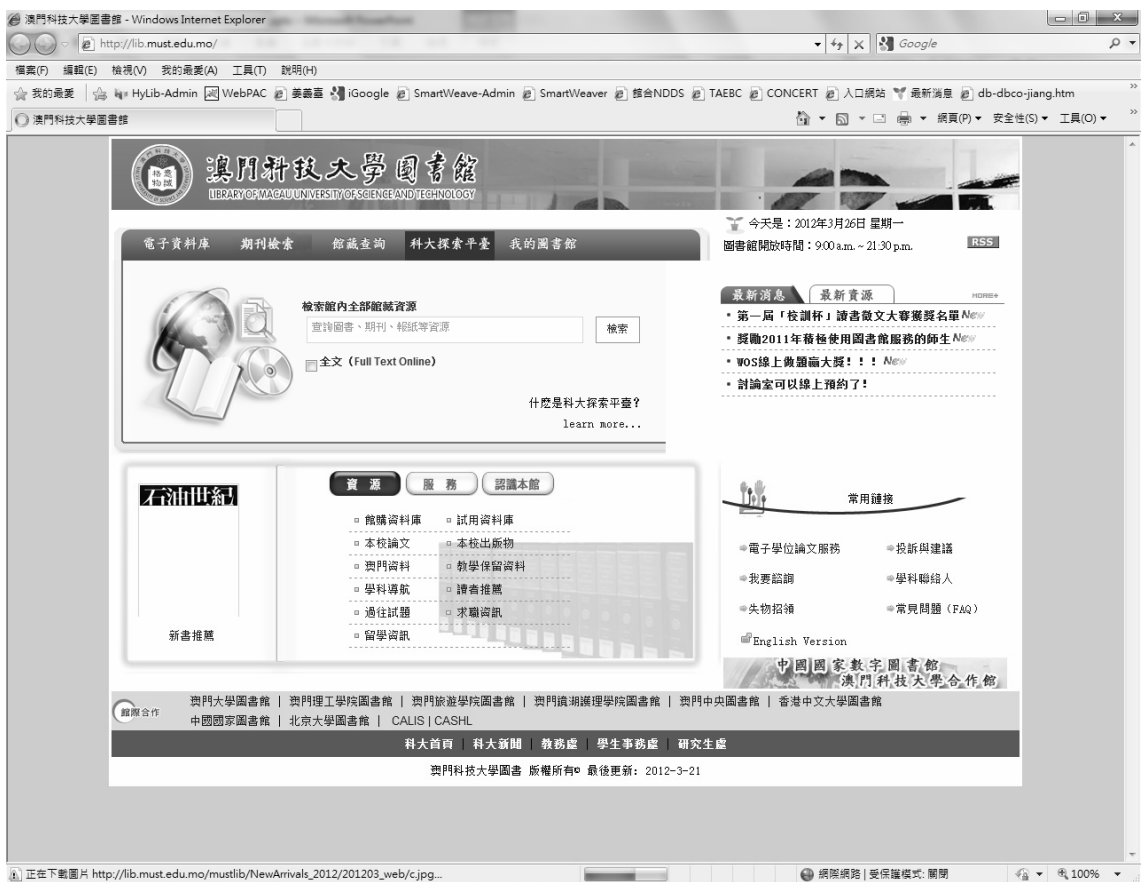 澳門科技大學圖書館 - Windows Internet Explorer
http://lib.must.edu.mo/
Google
檔案(F) 編輯(E) 檢視(V) 我的最愛(A) 工具(T) 說明(H)
我的最愛 HyLib-Admin WebPAC 姜義臺 iGoogle SmartWeave-Admin SmartWeaver 館合NDDS TAEBC CONCERT 入口網站 最新消息 db-dbco-jiang.htm
澳門科技大學圖書館
網頁(P) 安全性(S) 工具(O)
澳門科技大學圖書館
LIBRARY OF MACAU UNIVERSITY OF SCIENCE AND TECHNOLOGY
今天是：2012年3月26日 星期一
電子資料庫 期刊檢索 館藏查詢 科大探索平臺 我的圖書館
圖書館開放時間：9:00 a.m. ~ 21:30 p.m.
RSS
最新消息 最新資源 MORE+
檢索館內全部館藏資源
查詢圖書、期刊、報紙等資源 檢索
全文（Full Text Online）
什麼是科大探索平臺?
learn more...
第一屆「校訓杯」讀書徵文大賽獲獎名單 New
獎勵2011年積極使用圖書館服務的師生 New
WOS線上做題贏大獎！！！ New
討論室可以線上預約了！
石油世紀
新書推薦
資 源 服 務 認識本館
館購資料庫 試用資料庫
本校論文 本校出版物
澳門資料 教學保留資料
學科導航 讀者推薦
過往試題 求職資訊
留學資訊
常用鏈接
電子學位論文服務 投訴與建議
我要諮詢 學科聯絡人
失物招領 常見問題（FAQ）
English Version
中國國家數字圖書館
澳門科技大學合作館
館際合作
澳門大學圖書館 | 澳門理工學院圖書館 | 澳門旅遊學院圖書館 | 澳門鏡湖護理學院圖書館 | 澳門中央圖書館 | 香港中文大學圖書館
中國國家圖書館 | 北京大學圖書館 | CALIS | CASHL
科大首頁 | 科大新聞 | 教務處 | 學生事務處 | 研究生處
澳門科技大學圖書 版權所有© 最後更新: 2012-3-21
正在下載圖片 http://lib.must.edu.mo/mustlib/NewArrivals_2012/201203_web/c.jpg...
網際網路 | 受保護模式: 關閉
100%